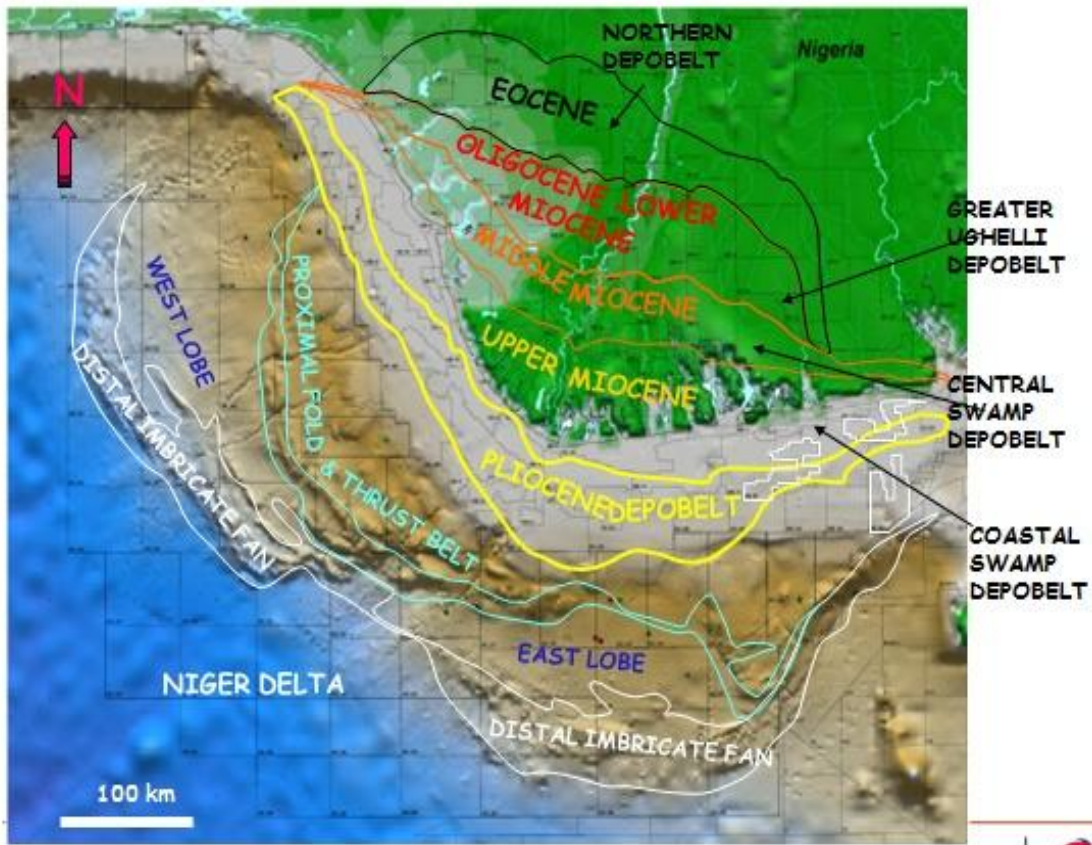 NORTHERN
DEPOBELT
Nigeria
N
EOCENE
OLIGOCENE LOWER
MIOCENE
MIDDLE MIOCENE
GREATER
UGHELLI
DEPOBELT
WEST LOBE
PROXIMAL FOLD & THRUST BELT
UPPER MIOCENE
DISTAL IMBRICATE FAN
CENTRAL
SWAMP
DEPOBELT
PLIOCENE DEPOBELT
COASTAL
SWAMP
DEPOBELT
EAST LOBE
NIGER DELTA
DISTAL IMBRICATE FAN
100 km